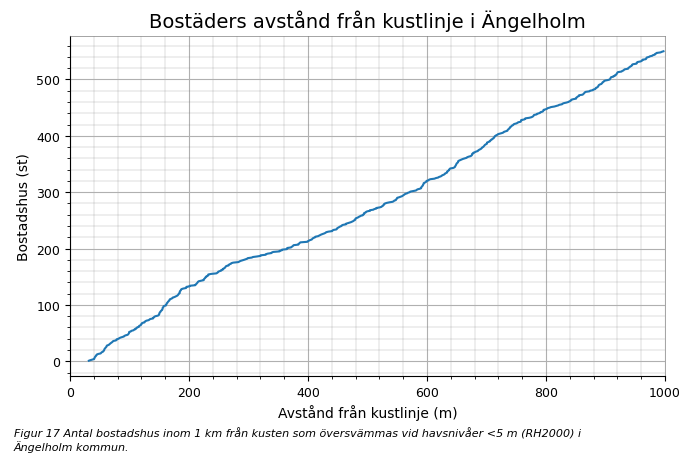 Bostäders avstånd från kustlinje i Ängelholm
Bostadshus (st)
500
400
300
200
100
0
0 200 400 600 800 1000
Avstånd från kustlinje (m)
Figur 17 Antal bostadshus inom 1 km från kusten som översvämmas vid havsnivåer <5 m (RH2000) i
Ängelholm kommun.